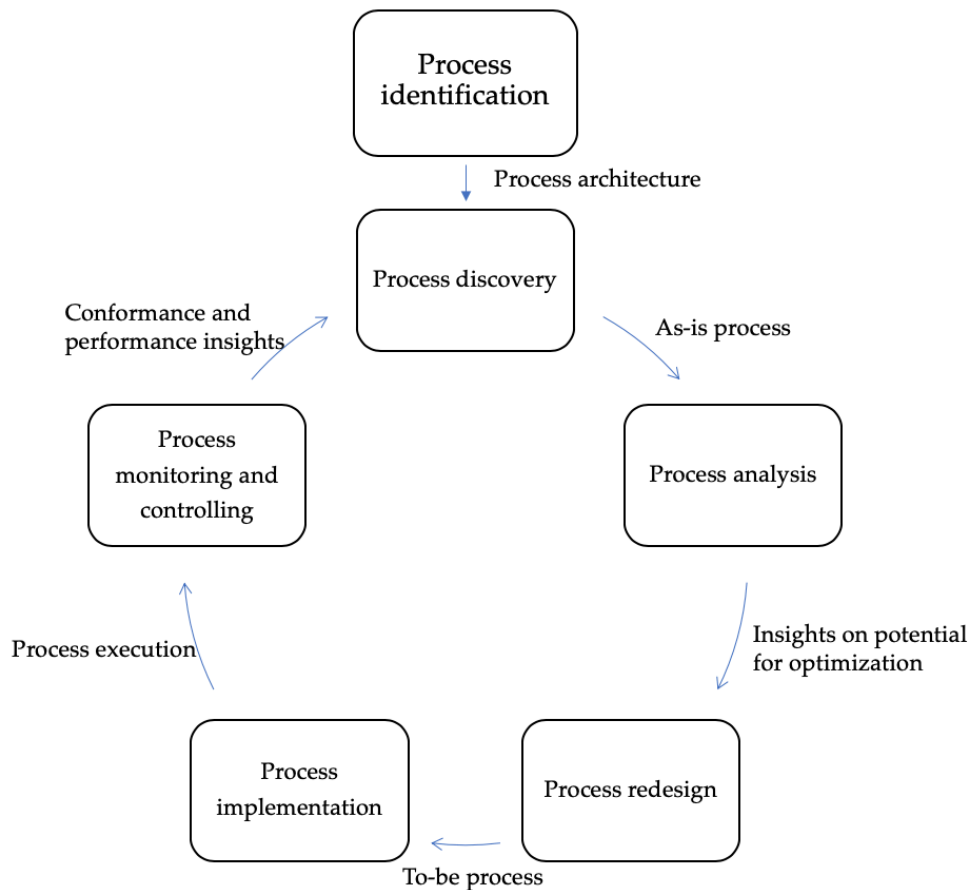 Process
identification
Process architecture
Process discovery
Conformance and
performance insights
As-is process
Process
monitoring and
controlling
Process analysis
Process execution
Insights on potential
for optimization
Process
implementation
Process redesign
To-be process